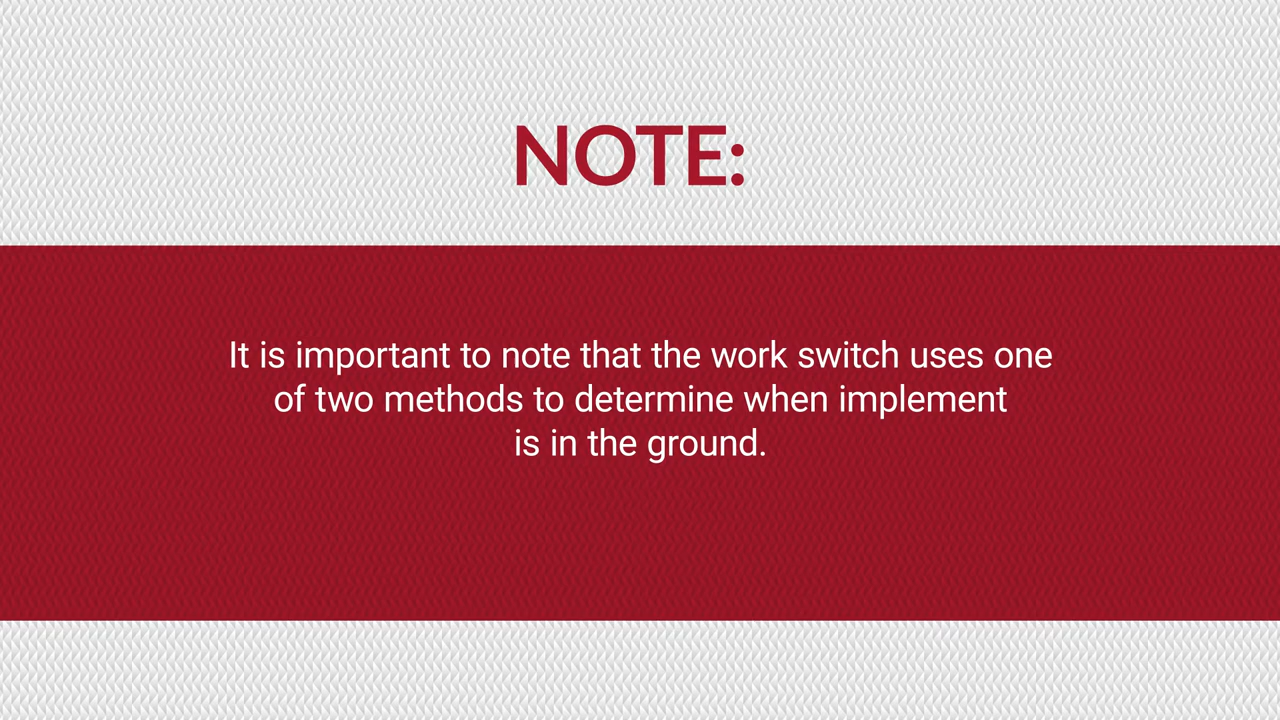 NOTE:
It is important to note that the work switch uses one
of two methods to determine when implement
is in the ground.